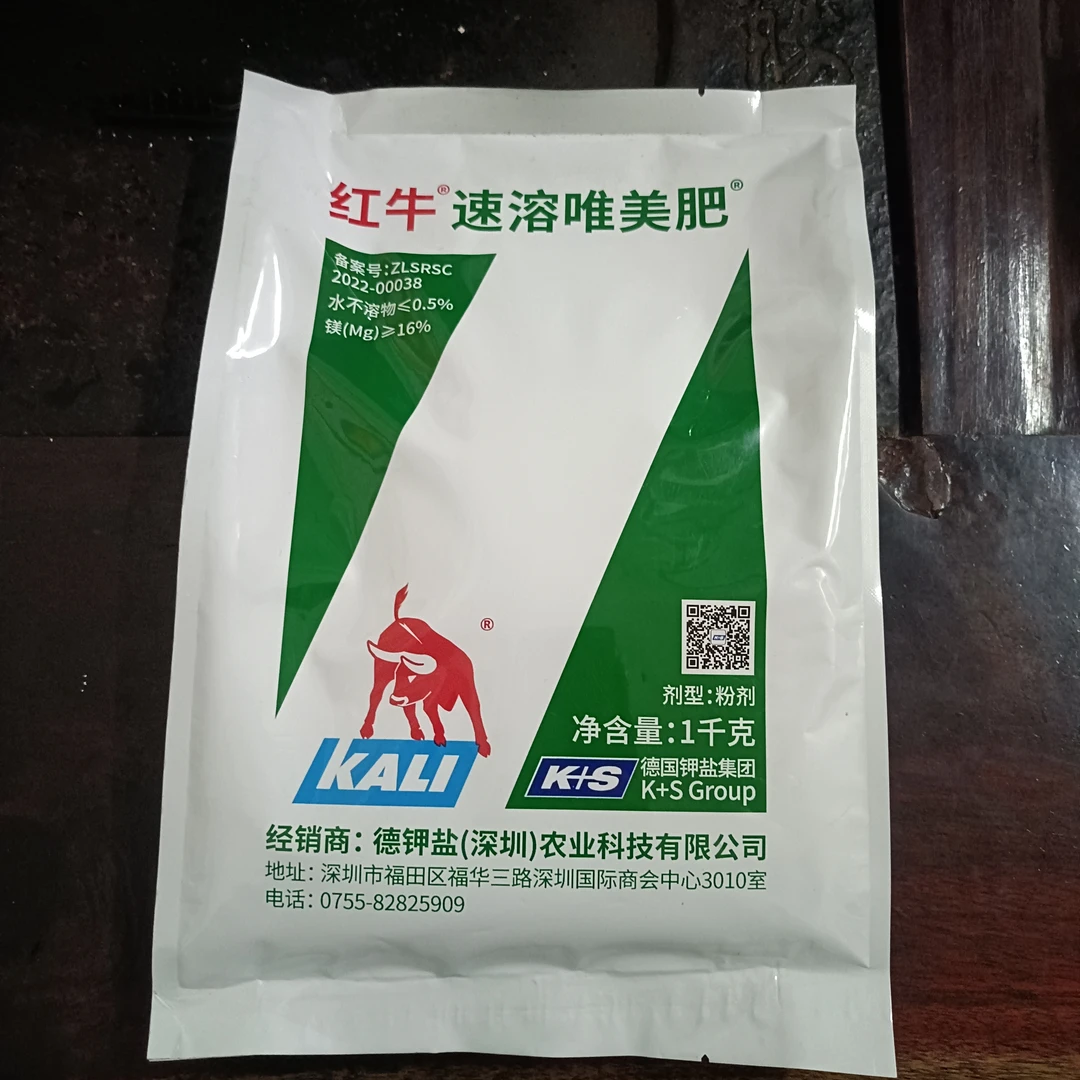 红牛®速溶唯美肥®
备案号:ZLSRSC
2022-00038
水不溶物≤0.5%
镁(Mg)≥16%
®
KALI
剂型:粉剂
净含量:1千克
K+S 德国钾盐集团
K+S Group
经销商:德钾盐(深圳)农业科技有限公司
地址:深圳市福田区福华三路深圳国际商会中心3010室
电话:0755-82825909